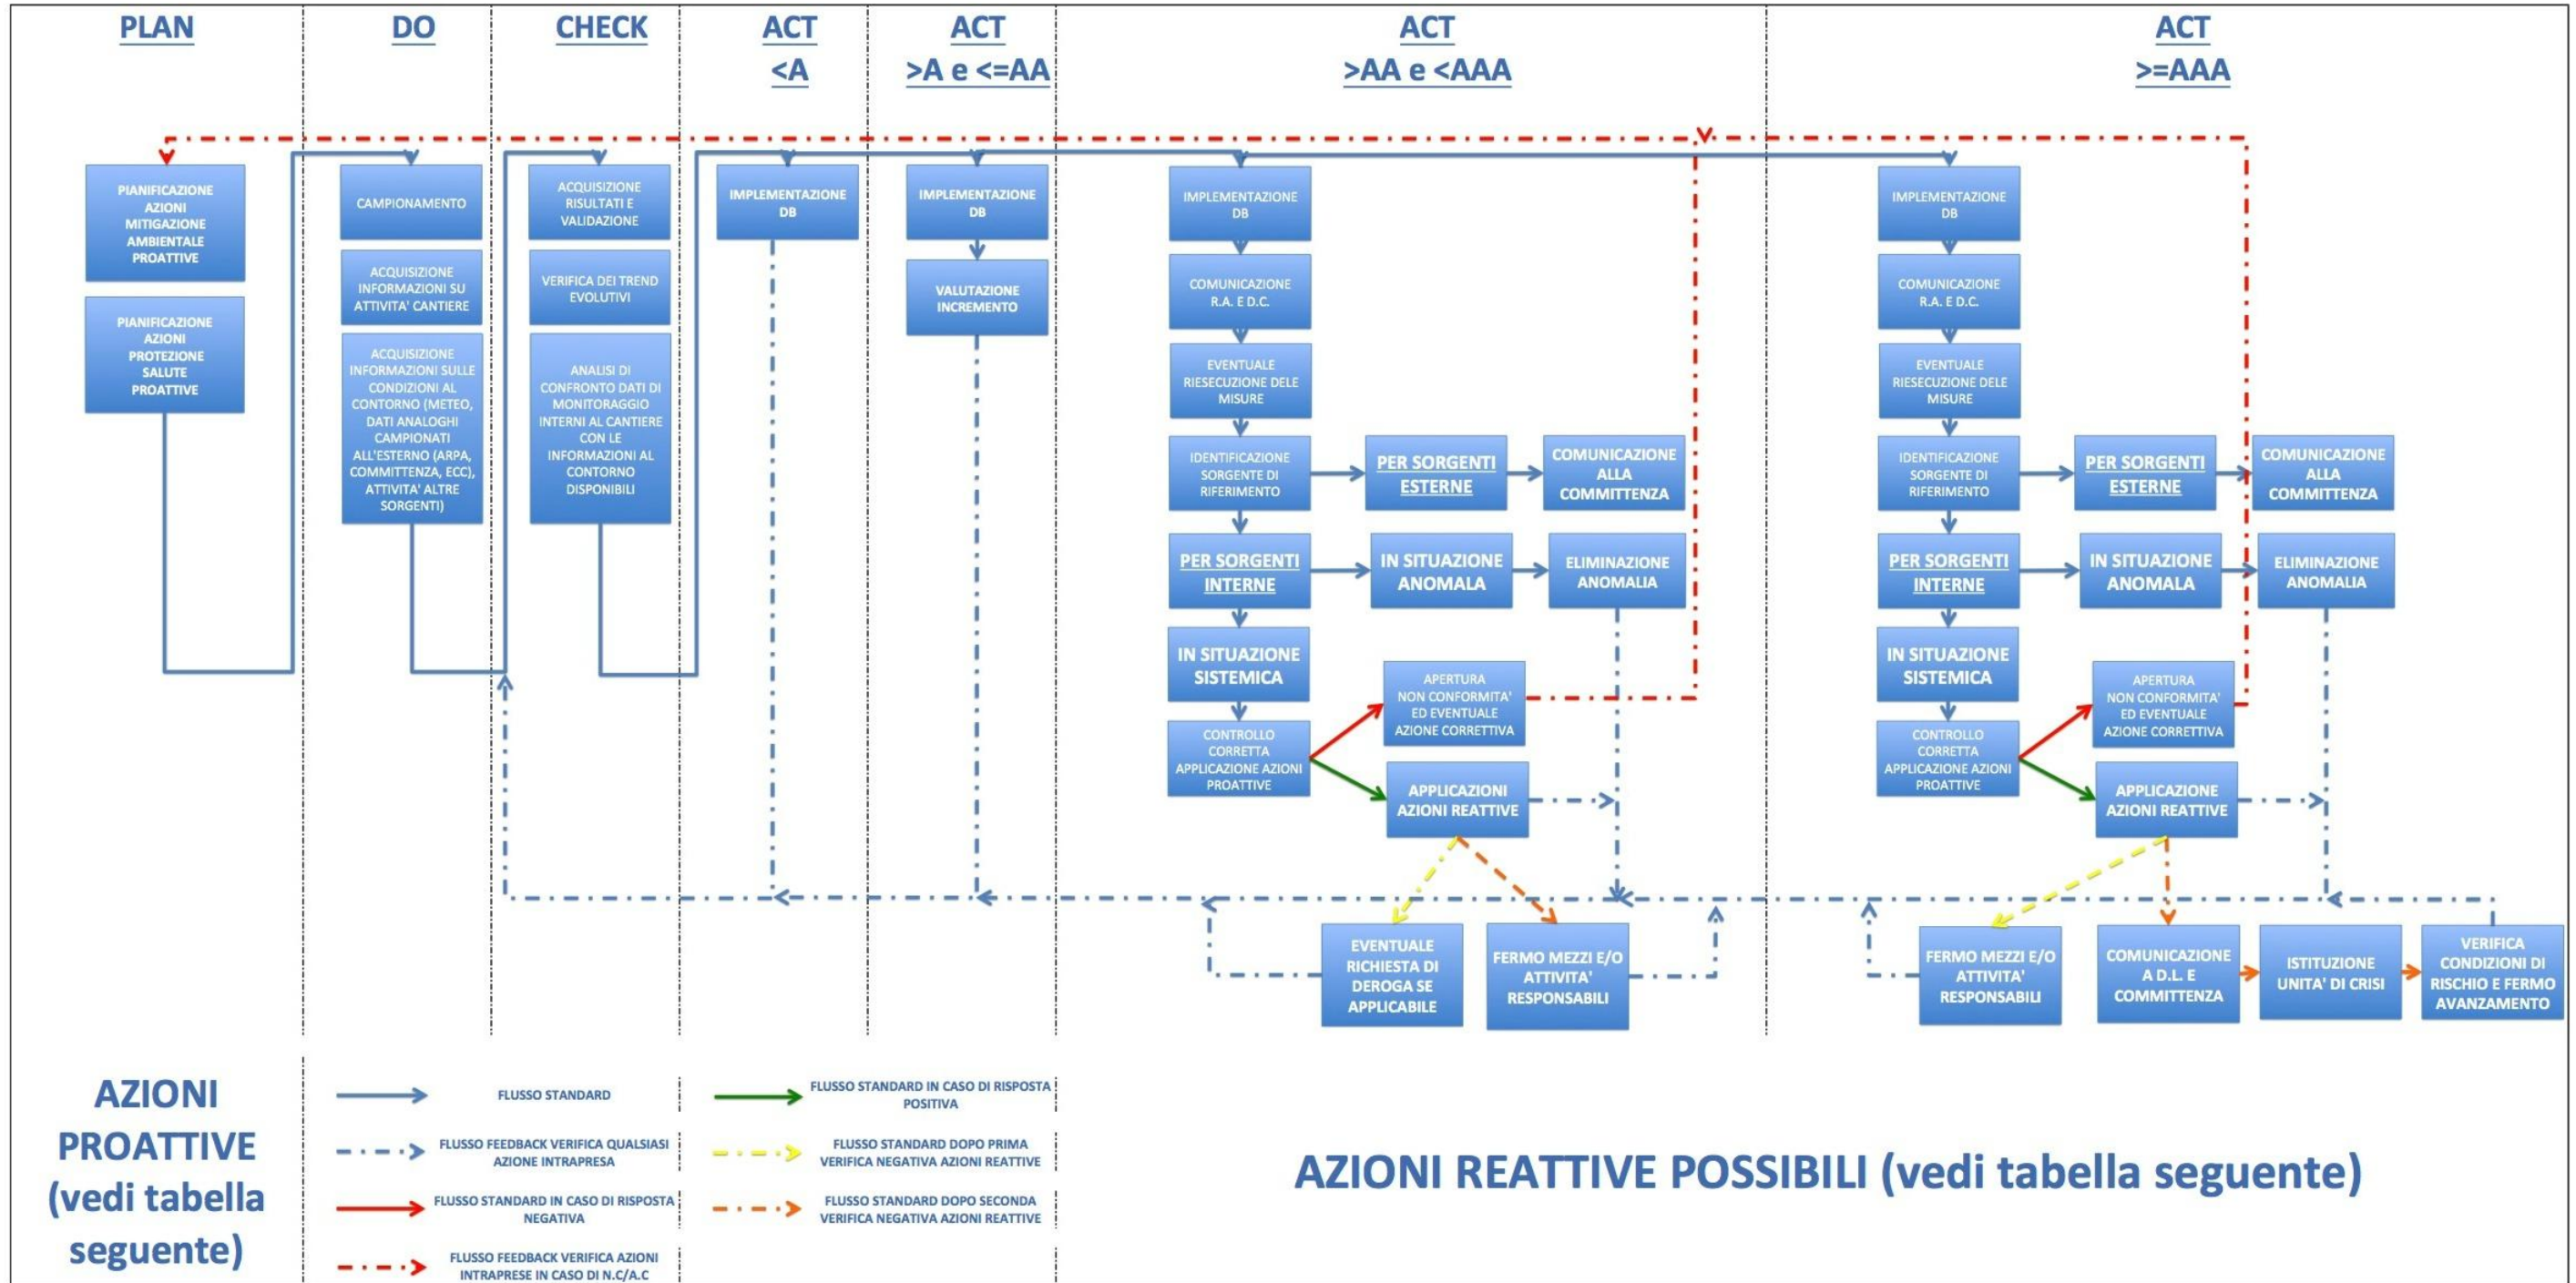 PLAN
DO
CHECK
ACT
<A
ACT
>A e <=AA
ACT
>AA e <AAA
ACT
>=AAA
PIANIFICAZIONE
AZIONI
MITIGAZIONE
AMBIENTALE
PROATTIVE
PIANIFICAZIONE
AZIONI
PROTEZIONE
SALUTE
PROATTIVE
CAMPIONAMENTO
ACQUISIZIONE
INFORMAZIONI SU
ATTIVITA' CANTIERE
ACQUISIZIONE
INFORMAZIONI SULLE
CONDIZIONI AL
CONTORNO (METEO,
DATI ANALOGHI
CAMPIONATI
ALL'ESTERNO (ARPA,
COMMITTENZA, ECC),
ATTIVITA' ALTRE
SORGENTI)
ACQUISIZIONE
RISULTATI E
VALIDAZIONE
VERIFICA DEI TREND
EVOLUTIVI
ANALISI DI
CONFRONTO DATI DI
MONITORAGGIO
INTERNI AL CANTIERE
CON LE
INFORMAZIONI AL
CONTORNO
DISPONIBILI
IMPLEMENTAZIONE
DB
IMPLEMENTAZIONE
DB
VALUTAZIONE
INCREMENTO
IMPLEMENTAZIONE
DB
COMUNICAZIONE
R.A. E D.C.
EVENTUALE
RIESECUZIONE DELE
MISURE
IDENTIFICAZIONE
SORGENTE DI
RIFERIMENTO
PER SORGENTI
ESTERNE
COMUNICAZIONE
ALLA
COMMITTENZA
PER SORGENTI
INTERNE
IN SITUAZIONE
ANOMALA
ELIMINAZIONE
ANOMALIA
IN SITUAZIONE
SISTEMICA
CONTROLLO
CORRETTA
APPLICAZIONE AZIONI
PROATTIVE
APERTURA
NON CONFORMITA'
ED EVENTUALE
AZIONE CORRETTIVA
APPLICAZIONI
AZIONI REATTIVE
EVENTUALE
RICHIESTA DI
DEROGA SE
APPLICABILE
FERMO MEZZI E/O
ATTIVITA'
RESPONSABILI
IMPLEMENTAZIONE
DB
COMUNICAZIONE
R.A. E D.C.
EVENTUALE
RIESECUZIONE DELE
MISURE
IDENTIFICAZIONE
SORGENTE DI
RIFERIMENTO
PER SORGENTI
ESTERNE
COMUNICAZIONE
ALLA
COMMITTENZA
PER SORGENTI
INTERNE
IN SITUAZIONE
ANOMALA
ELIMINAZIONE
ANOMALIA
IN SITUAZIONE
SISTEMICA
CONTROLLO
CORRETTA
APPLICAZIONE AZIONI
PROATTIVE
APERTURA
NON CONFORMITA'
ED EVENTUALE
AZIONE CORRETTIVA
APPLICAZIONE
AZIONI REATTIVE
FERMO MEZZI E/O
ATTIVITA'
RESPONSABILI
COMUNICAZIONE
A D.L. E
COMMITTENZA
ISTITUZIONE
UNITA' DI CRISI
VERIFICA
CONDIZIONI DI
RISCHIO E FERMO
AVANZAMENTO
AZIONI
PROATTIVE
(vedi tabella
seguente)
FLUSSO STANDARD
FLUSSO FEEDBACK VERIFICA QUALSIASI
AZIONE INTRAPRESA
FLUSSO STANDARD IN CASO DI RISPOSTA
NEGATIVA
FLUSSO FEEDBACK VERIFICA AZIONI
INTRAPRESE IN CASO DI N.C/A.C
FLUSSO STANDARD IN CASO DI RISPOSTA
POSITIVA
FLUSSO STANDARD DOPO PRIMA
VERIFICA NEGATIVA AZIONI REATTIVE
FLUSSO STANDARD DOPO SECONDA
VERIFICA NEGATIVA AZIONI REATTIVE
AZIONI REATTIVE POSSIBILI (vedi tabella seguente)